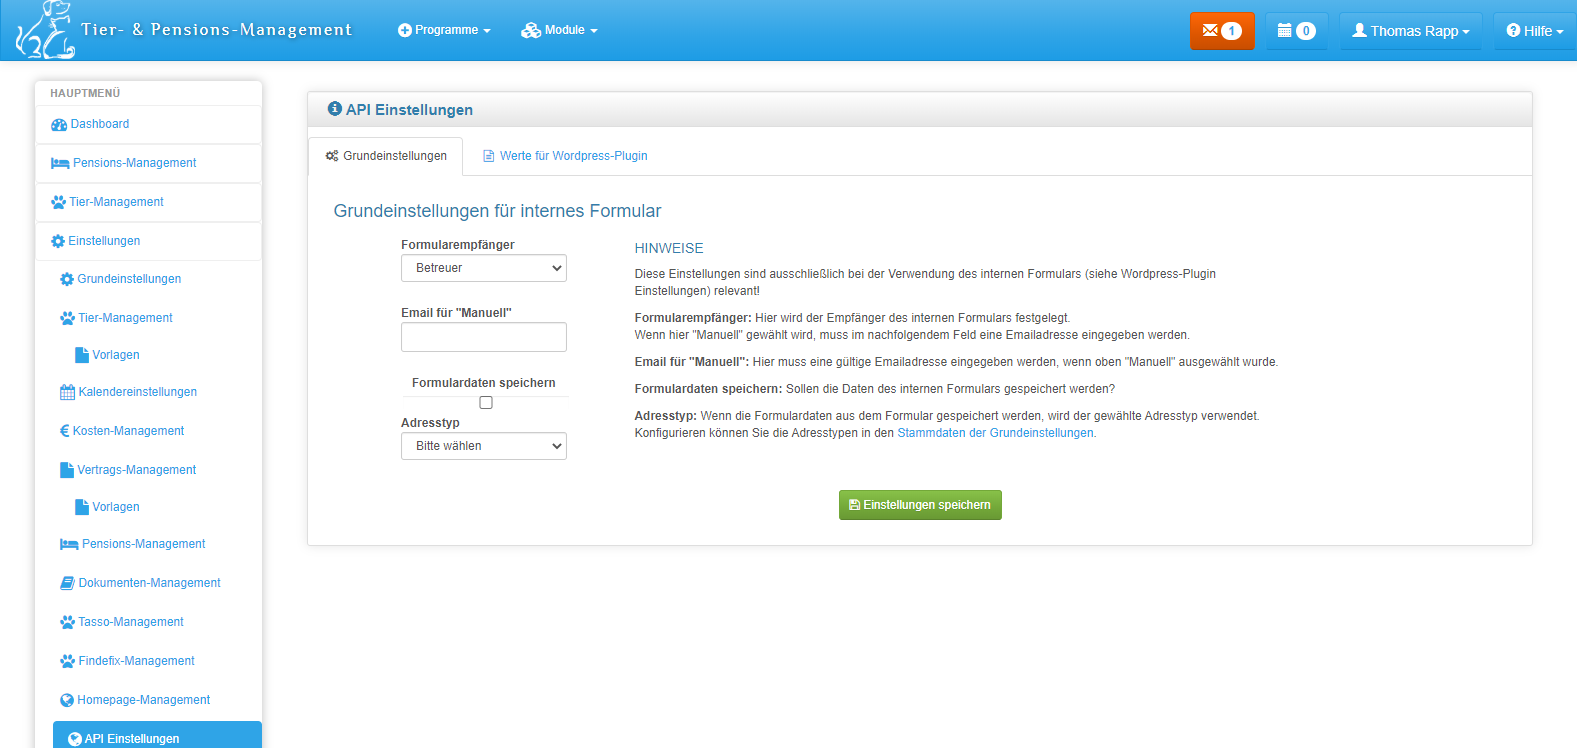 Tier- & Pensions-Management
Programme
Module
1
0
Thomas Rapp
Hilfe
HAUPTMENÜ
Dashboard
Pensions-Management
Tier-Management
Einstellungen
Grundeinstellungen
Tier-Management
Vorlagen
Kalendereinstellungen
€ Kosten-Management
Vertrags-Management
Vorlagen
Pensions-Management
Dokumenten-Management
Tasso-Management
Findefix-Management
Homepage-Management
API Einstellungen
API Einstellungen
Grundeinstellungen
Werte für Wordpress-Plugin
Grundeinstellungen für internes Formular
Formularempfänger
Betreuer
Email für "Manuell"
Formulardaten speichern
Adresstyp
Bitte wählen
HINWEISE
Diese Einstellungen sind ausschließlich bei der Verwendung des internen Formulars (siehe Wordpress-Plugin
Einstellungen) relevant!
Formularempfänger: Hier wird der Empfänger des internen Formulars festgelegt.
Wenn hier "Manuell" gewählt wird, muss im nachfolgendem Feld eine Emailadresse eingegeben werden.
Email für "Manuell": Hier muss eine gültige Emailadresse eingegeben werden, wenn oben "Manuell" ausgewählt wurde.
Formulardaten speichern: Sollen die Daten des internen Formulars gespeichert werden?
Adresstyp: Wenn die Formulardaten aus dem Formular gespeichert werden, wird der gewählte Adresstyp verwendet.
Konfigurieren können Sie die Adresstypen in den Stammdaten der Grundeinstellungen.
Einstellungen speichern